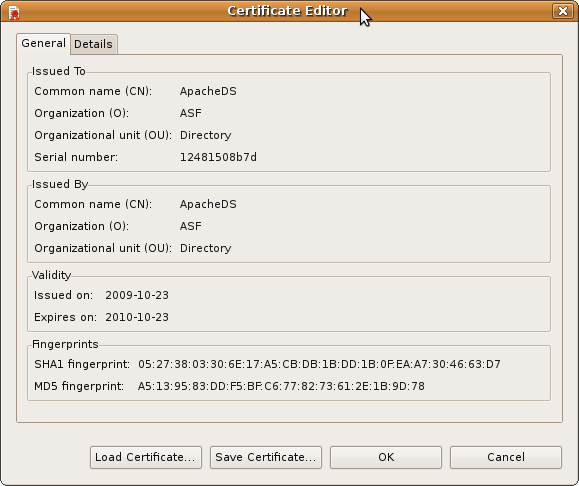 Certificate Editor
General
Details
Issued To
Common name (CN): ApacheDS
Organization (O): ASF
Organizational unit (OU): Directory
Serial number: 12481508b7d
Issued By
Common name (CN): ApacheDS
Organization (O): ASF
Organizational unit (OU): Directory
Validity
Issued on: 2009-10-23
Expires on: 2010-10-23
Fingerprints
SHA1 fingerprint: 05:27:38:03:30:6E:17:A5:CB:DB:1B:DD:1B:0F:EA:A7:30:46:63:D7
MD5 fingerprint: A5:13:95:83:DD:F5:BF:C6:77:82:73:61:2E:1B:9D:78
Load Certificate...
Save Certificate...
OK
Cancel